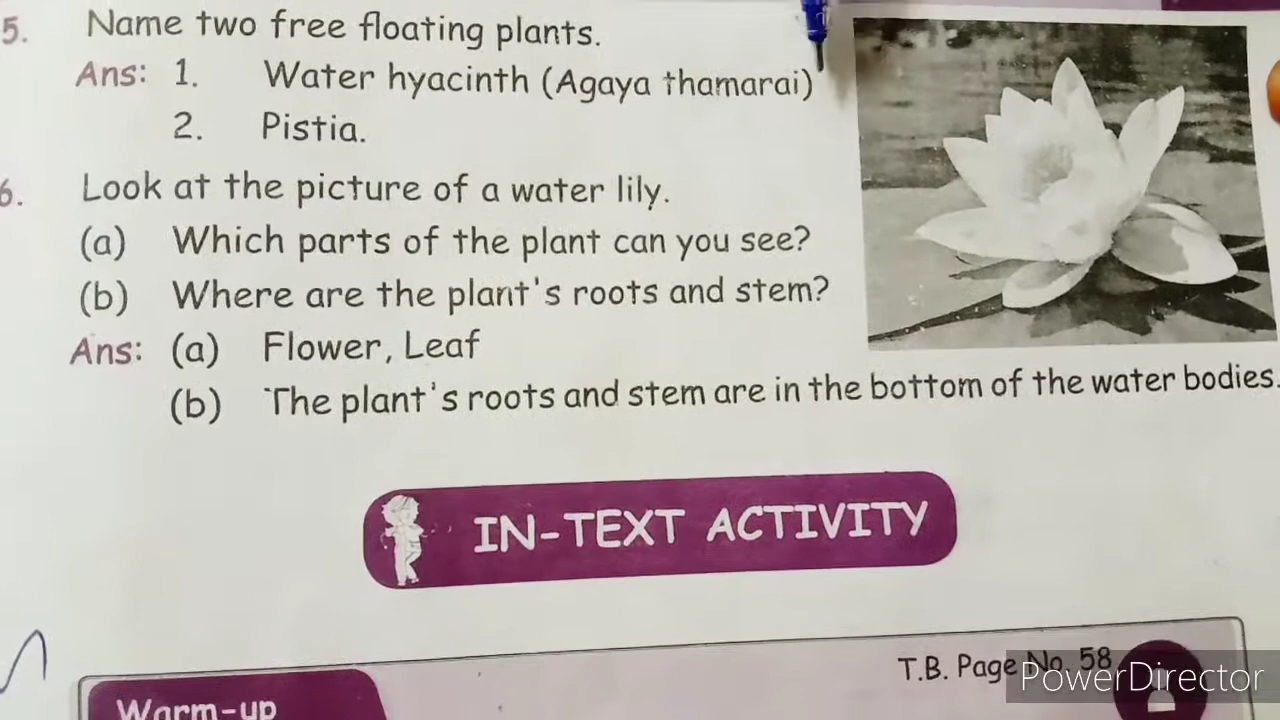 5. Name two free floating plants.
Ans: 1. Water hyacinth (Agaya thamarai)
2. Pistia.
6. Look at the picture of a water lily.
(a) Which parts of the plant can you see?
(b) Where are the plant's roots and stem?
Ans: (a) Flower, Leaf
(b) The plant's roots and stem are in the bottom of the water bodies.
IN-TEXT ACTIVITY
T.B. Page No. 58
Warm-up
PowerDirector